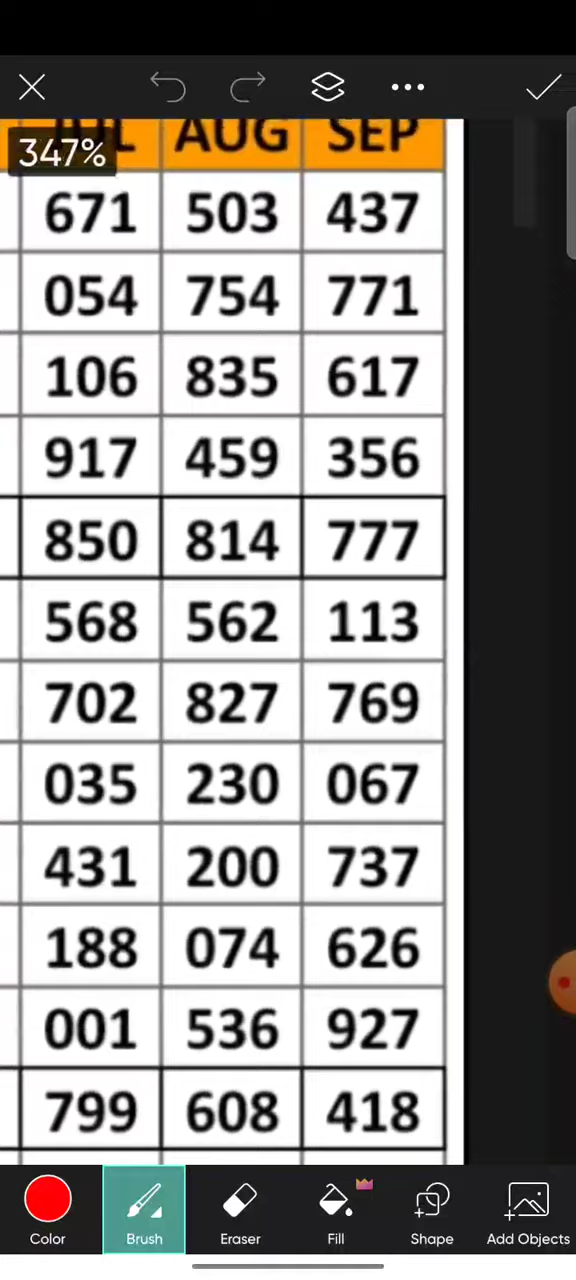 JUL AUG SEP
347%
671 503 437
054 754 771
106 835 617
917 459 356
850 814 777
568 562 113
702 827 769
035 230 067
431 200 737
188 074 626
001 536 927
799 608 418
Color Brush Eraser Fill Shape Add Objects